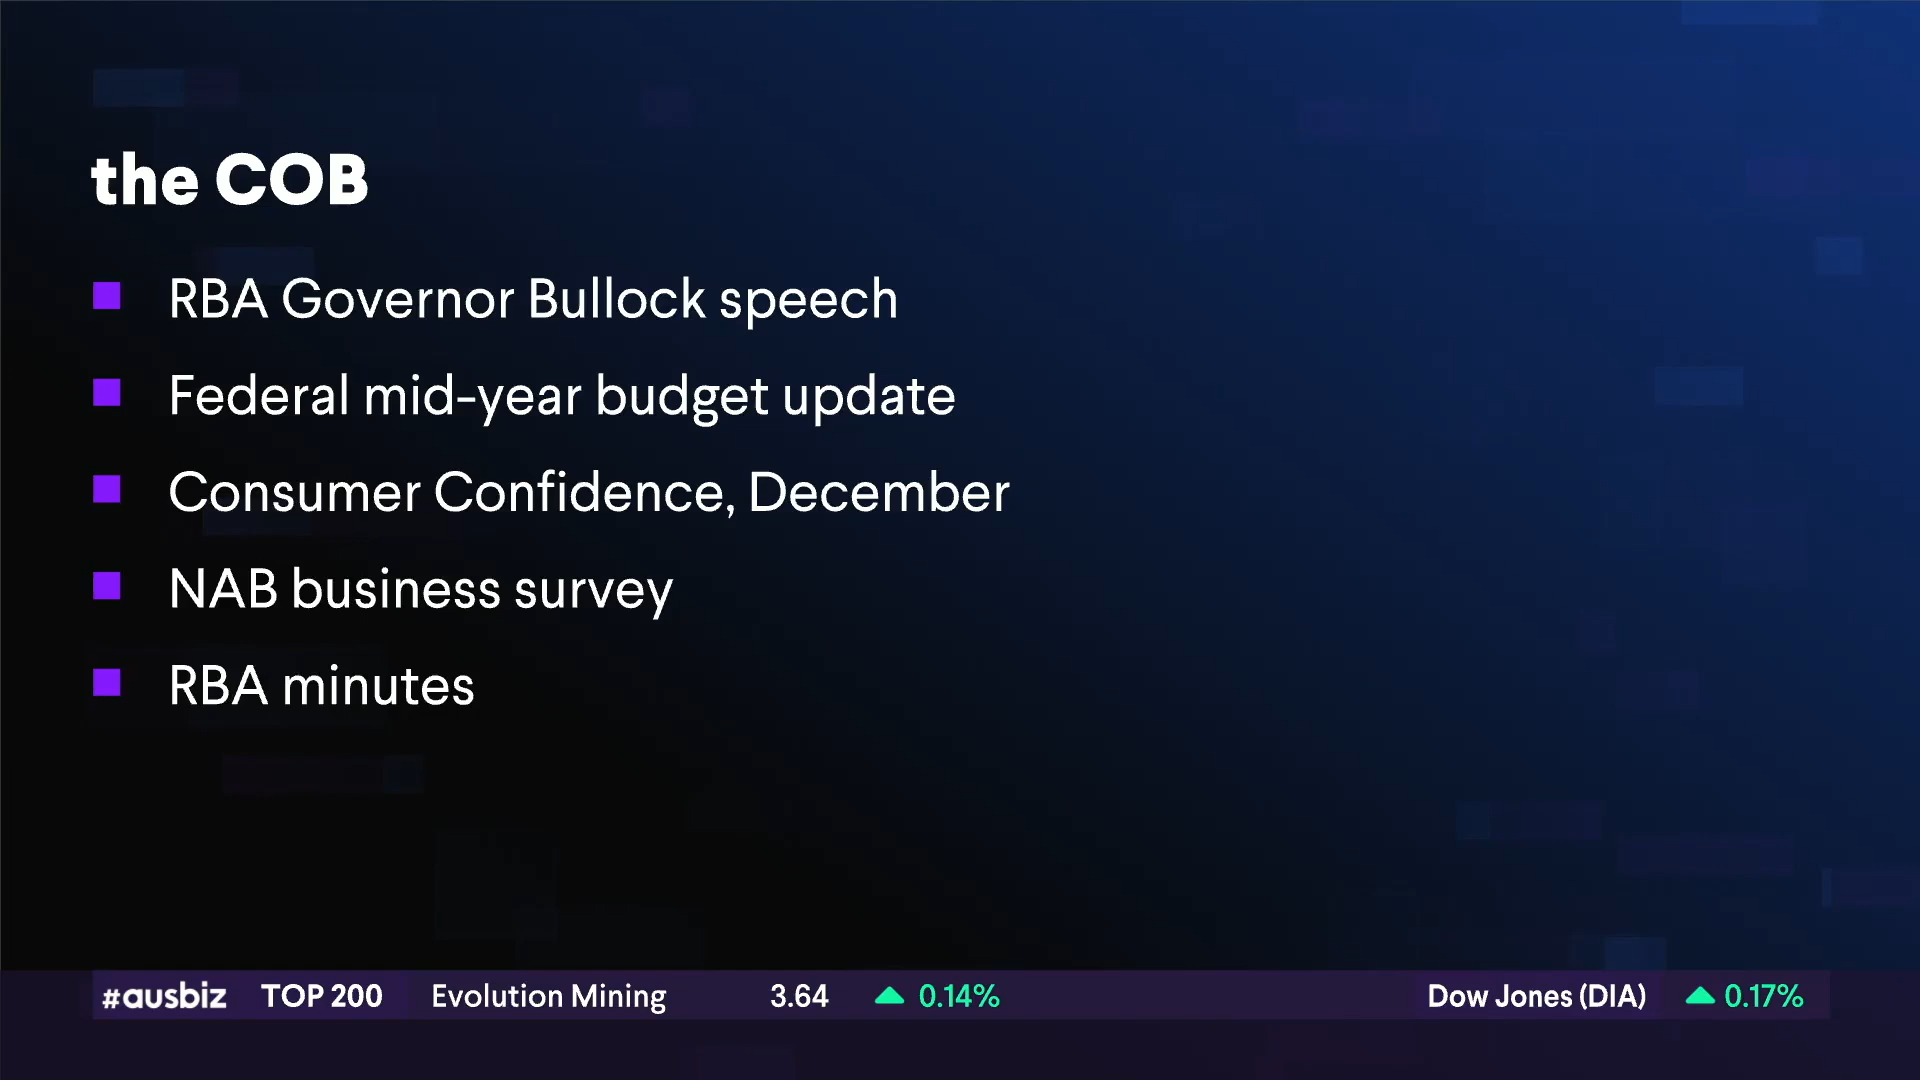 the COB
RBA Governor Bullock speech
Federal mid-year budget update
Consumer Confidence, December
NAB business survey
RBA minutes
#ausbiz TOP 200 Evolution Mining 3.64 0.14% Dow Jones (DIA) 0.17%